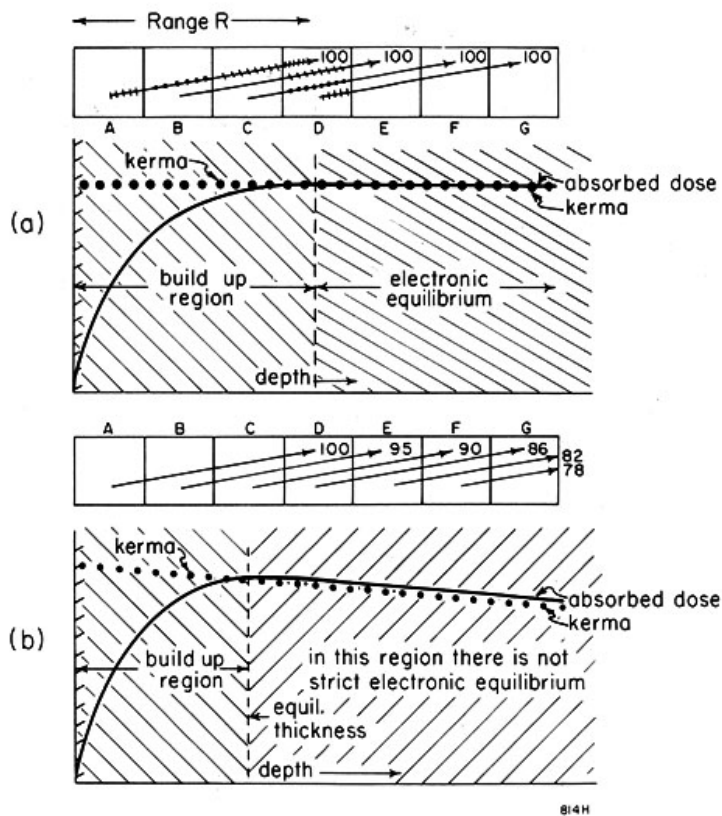 Range R
100 100 100 100
A B C D E F G
kerma
absorbed dose
kerma
(a)
build up
region
electronic
equilibrium
depth
A B C D E F G
100 95 90 86 82
78
kerma
absorbed dose
kerma
(b)
build up
region
in this region there is not
strict electronic equilibrium
equil.
thickness
depth
814H